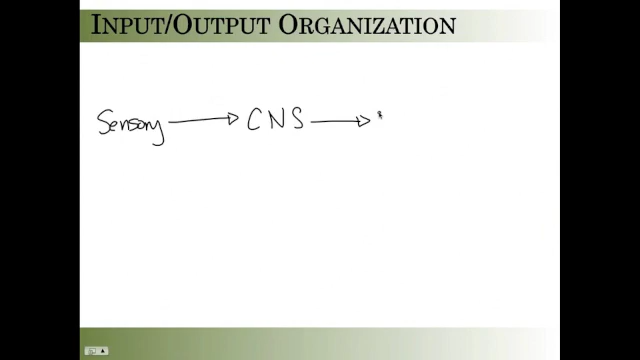 INPUT/OUTPUT ORGANIZATION
Sensory → CNS →